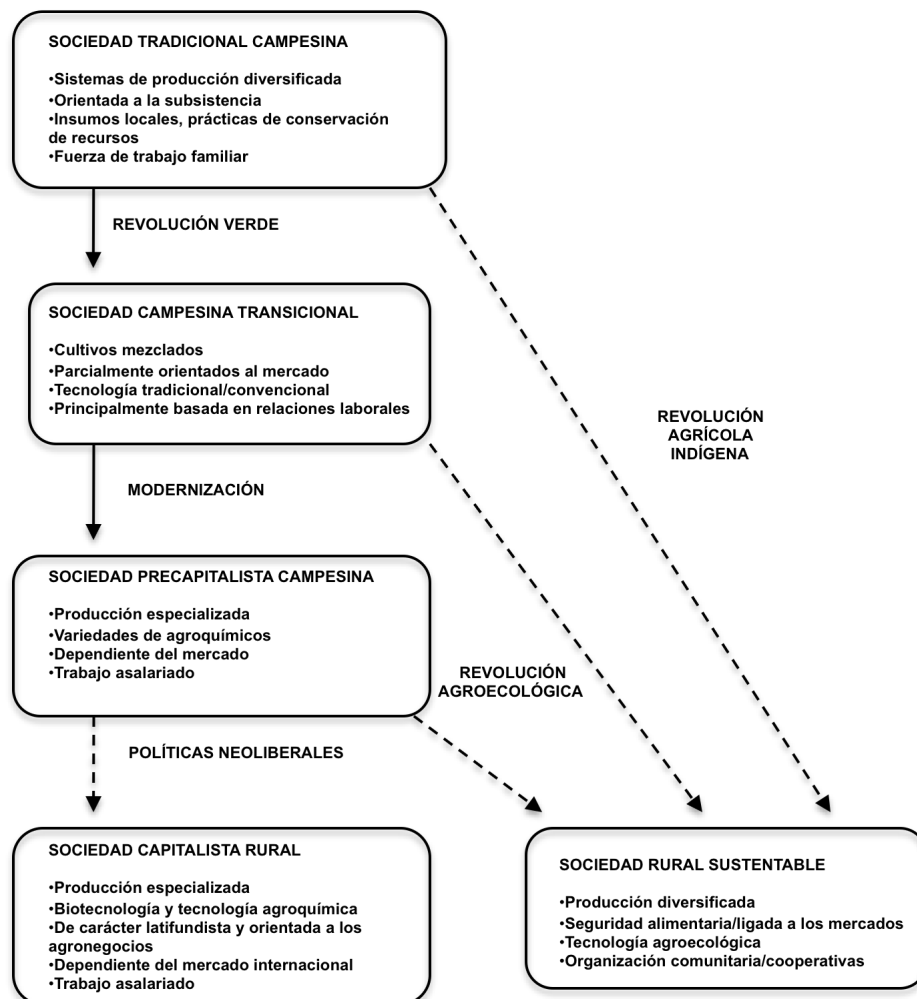 SOCIEDAD TRADICIONAL CAMPESINA
•Sistemas de producción diversificada
•Orientada a la subsistencia
•Insumos locales, prácticas de conservación
de recursos
•Fuerza de trabajo familiar
REVOLUCIÓN VERDE
SOCIEDAD CAMPESINA TRANSICIONAL
•Cultivos mezclados
•Parcialmente orientados al mercado
•Tecnología tradicional/convencional
•Principalmente basada en relaciones laborales
REVOLUCIÓN
AGRÍCOLA
INDÍGENA
MODERNIZACIÓN
SOCIEDAD PRECAPITALISTA CAMPESINA
•Producción especializada
•Variedades de agroquímicos
•Dependiente del mercado
•Trabajo asalariado
REVOLUCIÓN
AGROECOLÓGICA
POLÍTICAS NEOLIBERALES
SOCIEDAD CAPITALISTA RURAL
•Producción especializada
•Biotecnología y tecnología agroquímica
•De carácter latifundista y orientada a los
agronegocios
•Dependiente del mercado internacional
•Trabajo asalariado
SOCIEDAD RURAL SUSTENTABLE
•Producción diversificada
•Seguridad alimentaria/ligada a los mercados
•Tecnología agroecológica
•Organización comunitaria/cooperativas